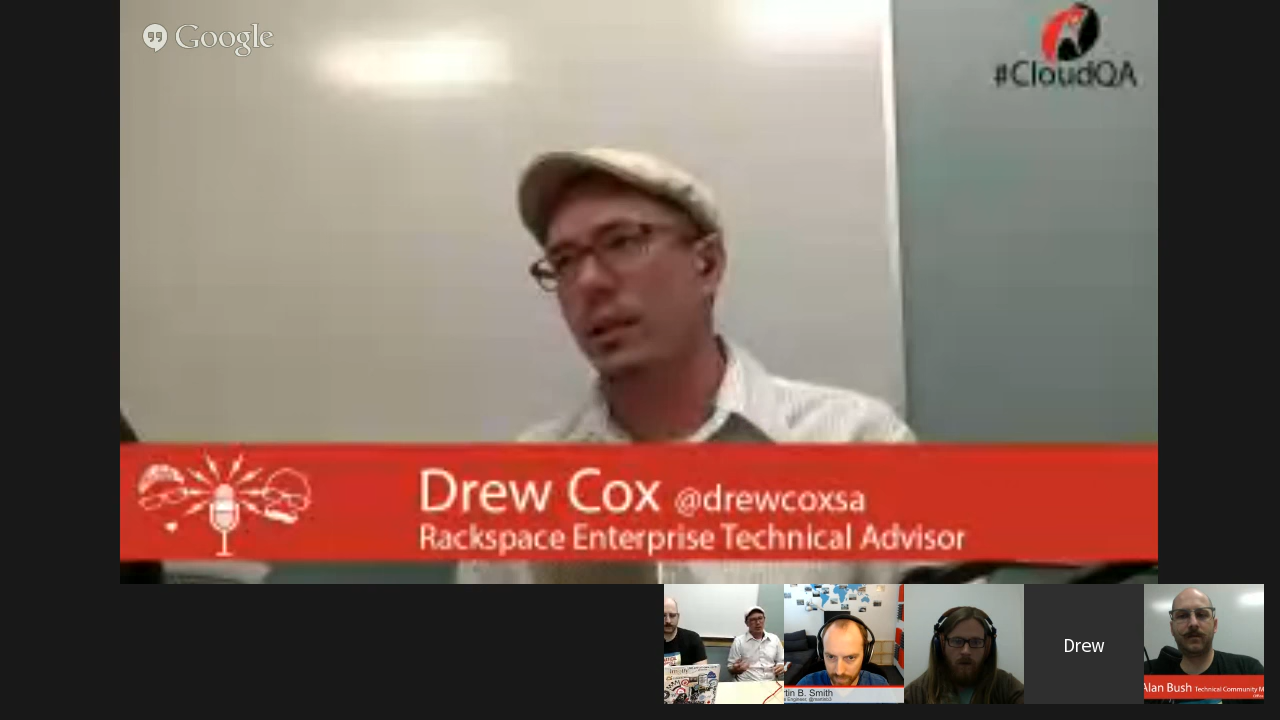 Google
#CloudQA
Drew Cox @drewcoxsa
Rackspace Enterprise Technical Advisor
tin B. Smith
Drew
Alan Bush Technical Community M